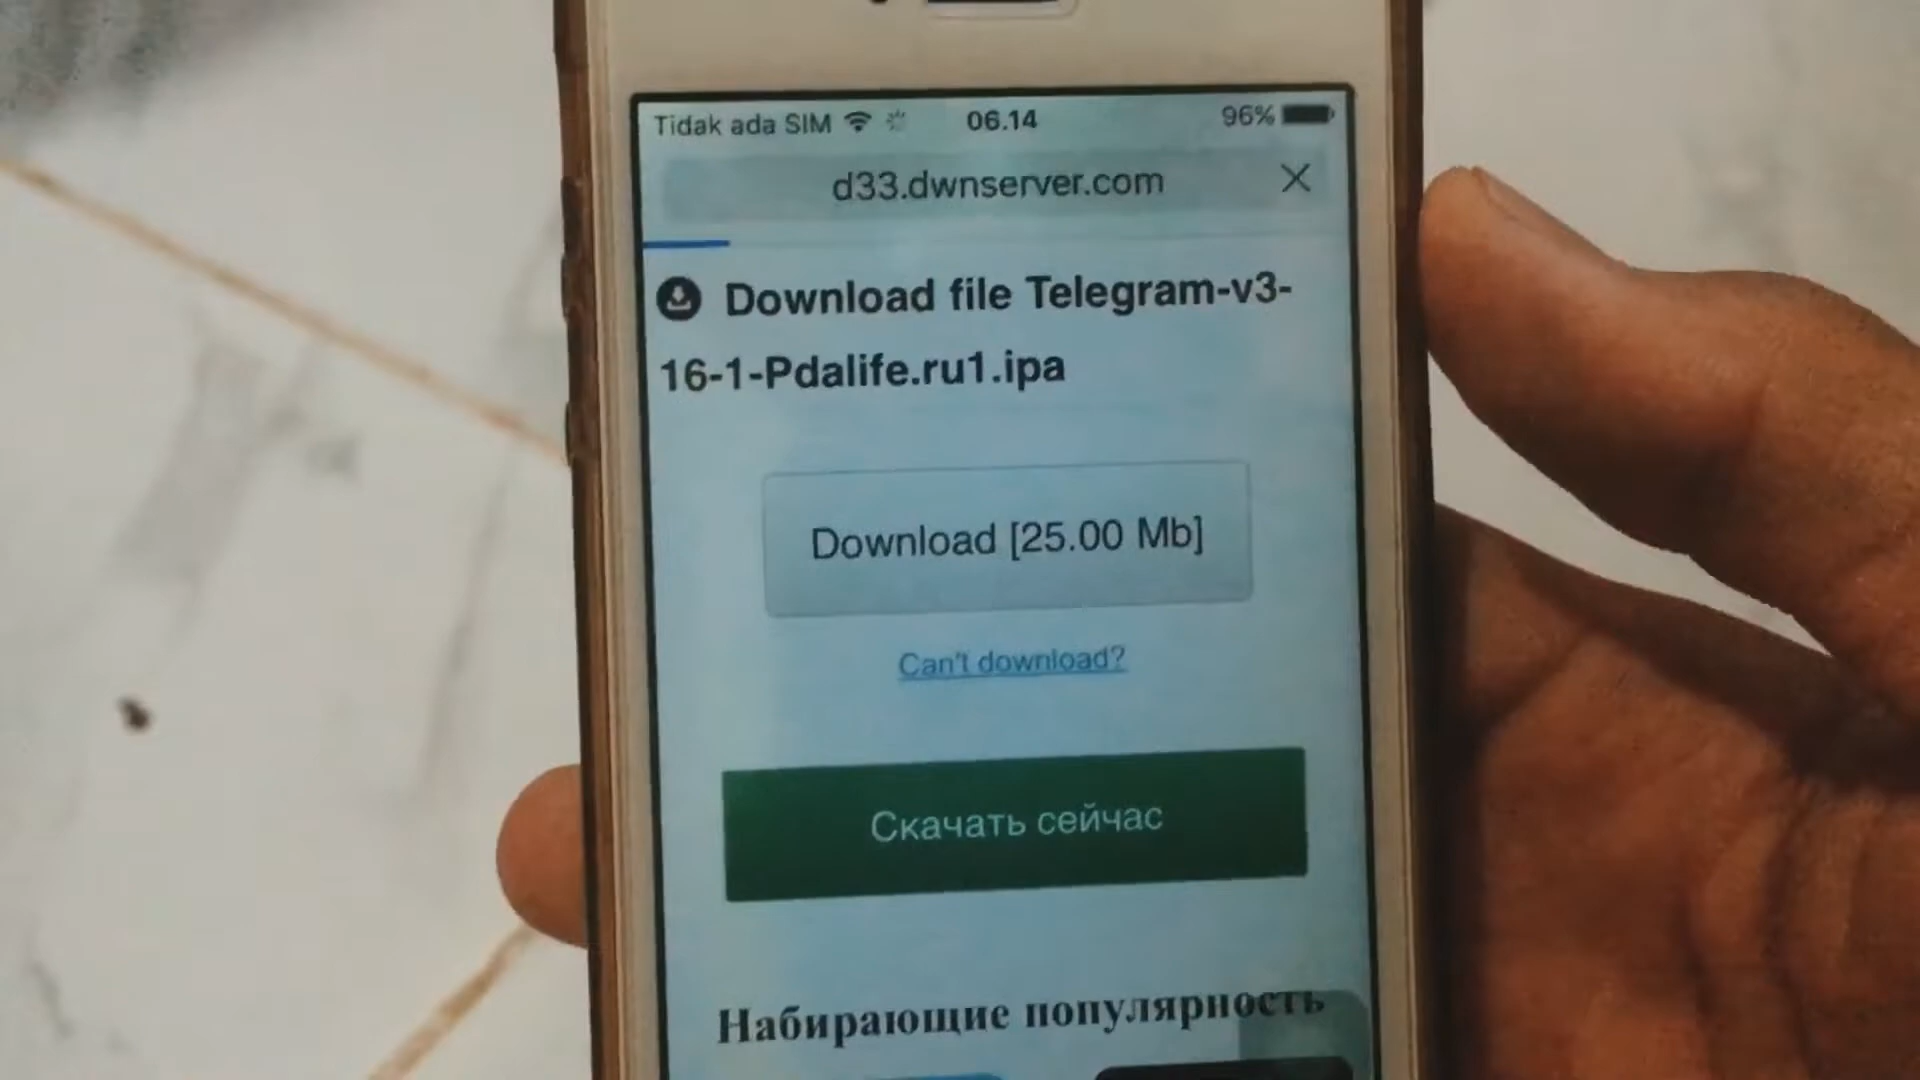 Tidak ada SIM 06.14 96%
d33.dwnserver.com
Download file Telegram-v3-
16-1-Pdalife.ru1.ipa
Download [25.00 Mb]
Can't download?
Скачать сейчас
Набирающие популярность